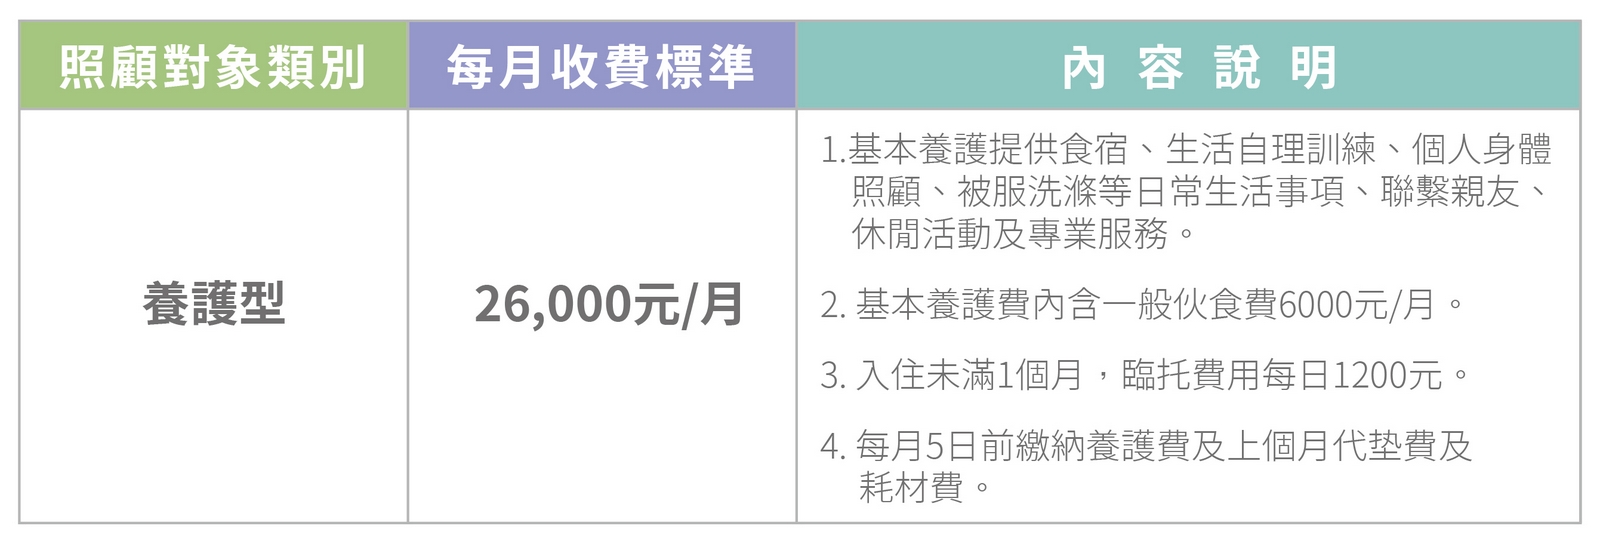 照顧對象類別
每月收費標準
內容說明
養護型
26,000元/月
1.基本養護提供食宿、生活自理訓練、個人身體
照顧、被服洗滌等日常生活事項、聯繫親友、
休閒活動及專業服務。
2. 基本養護費內含一般伙食費6000元/月。
3. 入住未滿1個月，臨托費用每日1200元。
4. 每月5日前繳納養護費及上個月代垫費及
耗材費。